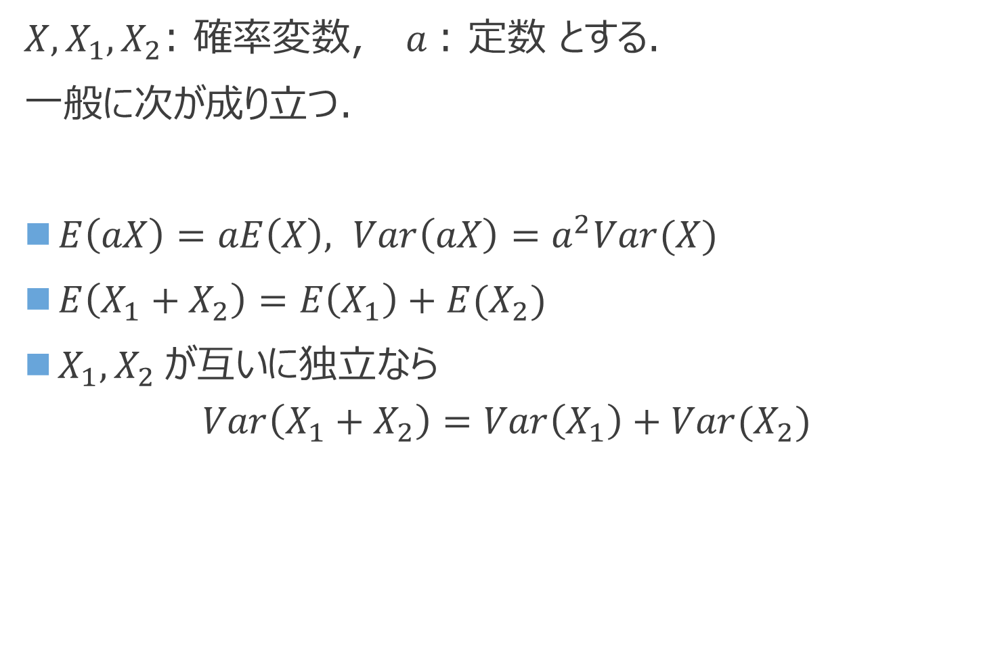 X, X₁, X₂: 確率変数, a : 定数 とする.
一般に次が成り立つ.
■ E(aX) = aE(X), Var(aX) = a²Var(X)
■ E(X₁ + X₂) = E(X₁) + E(X₂)
■ X₁, X₂ が互いに独立なら
Var(X₁ + X₂) = Var(X₁) + Var(X₂)